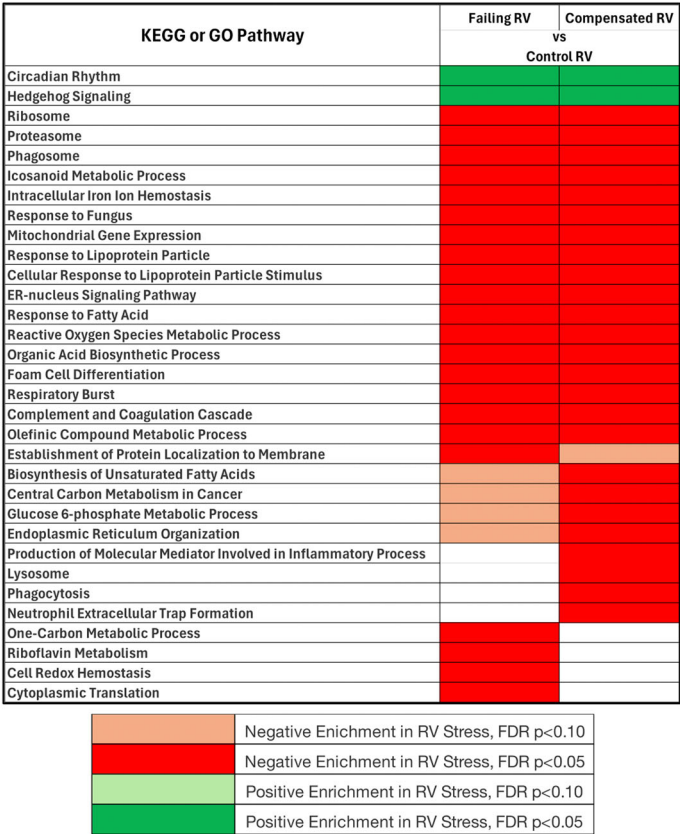 KEGG or GO Pathway
Failing RV Compensated RV
vs
Control RV
Circadian Rhythm
Hedgehog Signaling
Ribosome
Proteasome
Phagosome
Icosanoid Metabolic Process
Intracellular Iron Ion Hemostasis
Response to Fungus
Mitochondrial Gene Expression
Response to Lipoprotein Particle
Cellular Response to Lipoprotein Particle Stimulus
ER-nucleus Signaling Pathway
Response to Fatty Acid
Reactive Oxygen Species Metabolic Process
Organic Acid Biosynthetic Process
Foam Cell Differentiation
Respiratory Burst
Complement and Coagulation Cascade
Olefinic Compound Metabolic Process
Establishment of Protein Localization to Membrane
Biosynthesis of Unsaturated Fatty Acids
Central Carbon Metabolism in Cancer
Glucose 6-phosphate Metabolic Process
Endoplasmic Reticulum Organization
Production of Molecular Mediator Involved in Inflammatory Process
Lysosome
Phagocytosis
Neutrophil Extracellular Trap Formation
One-Carbon Metabolic Process
Riboflavin Metabolism
Cell Redox Hemostasis
Cytoplasmic Translation
Negative Enichment in RV Stress, FDR p<0.10
Negative Enichment in RV Stress, FDR p<0.05
Positive Enrichment in RV Stress, FDR p<0.10
Positive Enrichment in RV Stress, FDR p<0.05